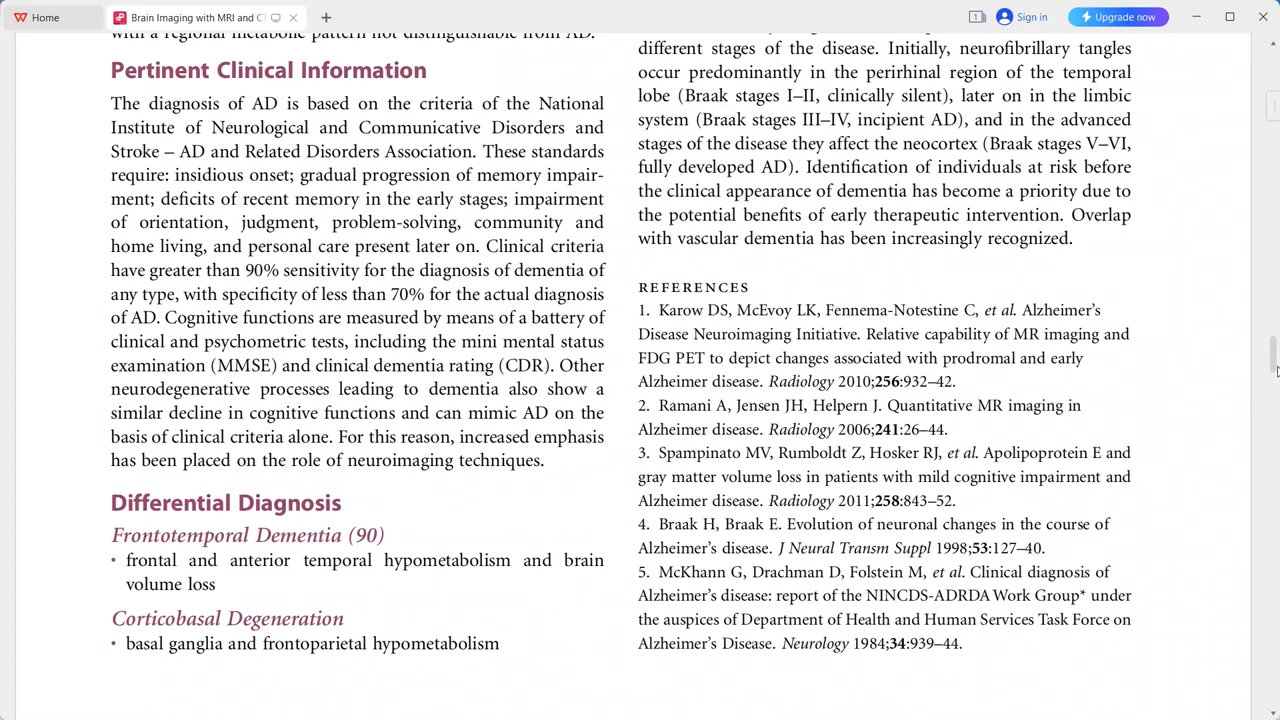 Home
Brain Imaging with MRI and C
1
Sign in
Upgrade now
with a regional metabolic pattern not distinguishable from AD.
Pertinent Clinical Information
The diagnosis of AD is based on the criteria of the National
Institute of Neurological and Communicative Disorders and
Stroke – AD and Related Disorders Association. These standards
require: insidious onset; gradual progression of memory impair-
ment; deficits of recent memory in the early stages; impairment
of orientation, judgment, problem-solving, community and
home living, and personal care present later on. Clinical criteria
have greater than 90% sensitivity for the diagnosis of dementia of
any type, with specificity of less than 70% for the actual diagnosis
of AD. Cognitive functions are measured by means of a battery of
clinical and psychometric tests, including the mini mental status
examination (MMSE) and clinical dementia rating (CDR). Other
neurodegenerative processes leading to dementia also show a
similar decline in cognitive functions and can mimic AD on the
basis of clinical criteria alone. For this reason, increased emphasis
has been placed on the role of neuroimaging techniques.
Differential Diagnosis
Frontotemporal Dementia (90)
• frontal and anterior temporal hypometabolism and brain
volume loss
Corticobasal Degeneration
• basal ganglia and frontoparietal hypometabolism
different stages of the disease. Initially, neurofibrillary tangles
occur predominantly in the perirhinal region of the temporal
lobe (Braak stages I–II, clinically silent), later on in the limbic
system (Braak stages III–IV, incipient AD), and in the advanced
stages of the disease they affect the neocortex (Braak stages V–VI,
fully developed AD). Identification of individuals at risk before
the clinical appearance of dementia has become a priority due to
the potential benefits of early therapeutic intervention. Overlap
with vascular dementia has been increasingly recognized.
REFERENCES
1. Karow DS, McEvoy LK, Fennema-Notestine C, et al. Alzheimer's
Disease Neuroimaging Initiative. Relative capability of MR imaging and
FDG PET to depict changes associated with prodromal and early
Alzheimer disease. Radiology 2010;256:932–42.
2. Ramani A, Jensen JH, Helpern J. Quantitative MR imaging in
Alzheimer disease. Radiology 2006;241:26–44.
3. Spampinato MV, Rumboldt Z, Hosker RJ, et al. Apolipoprotein E and
gray matter volume loss in patients with mild cognitive impairment and
Alzheimer disease. Radiology 2011;258:843–52.
4. Braak H, Braak E. Evolution of neuronal changes in the course of
Alzheimer's disease. J Neural Transm Suppl 1998;53:127–40.
5. McKhann G, Drachman D, Folstein M, et al. Clinical diagnosis of
Alzheimer's disease: report of the NINCDS-ADRDA Work Group* under
the auspices of Department of Health and Human Services Task Force on
Alzheimer's Disease. Neurology 1984;34:939–44.